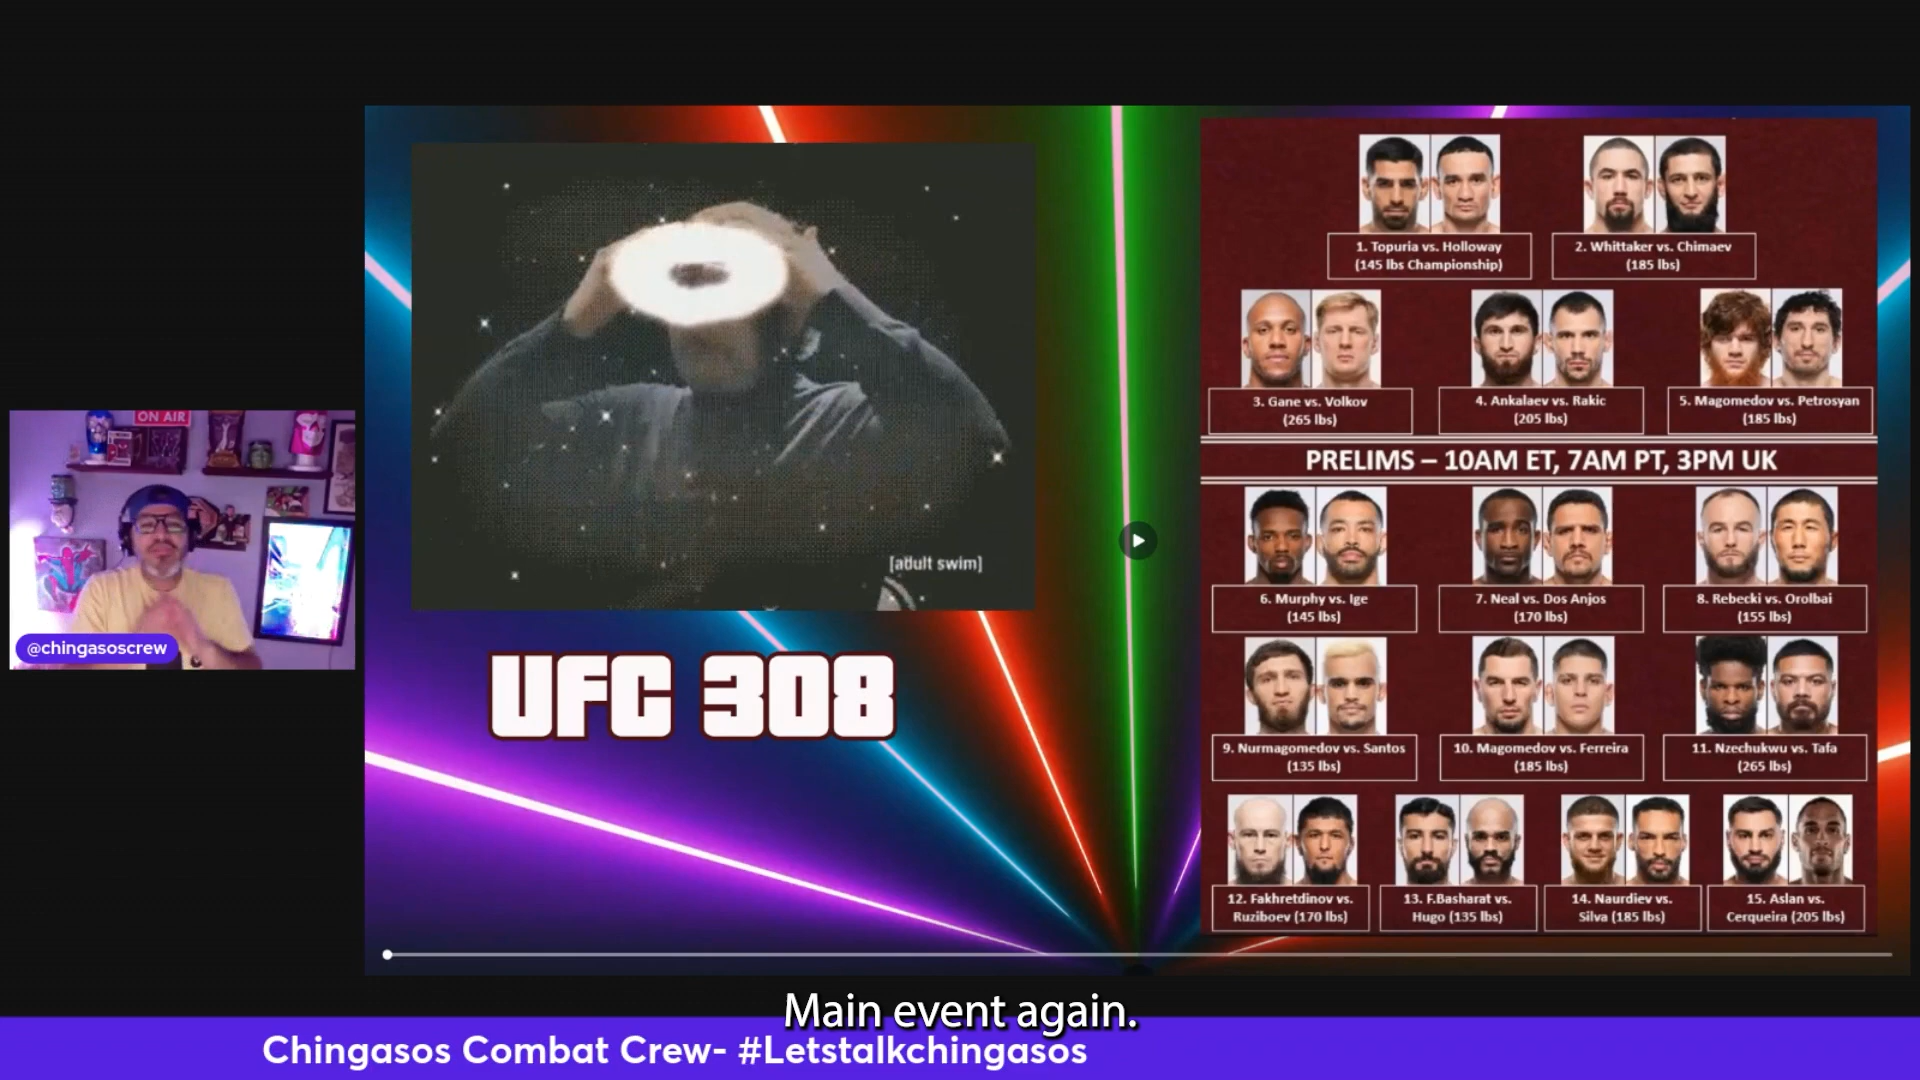 ON AIR
@chingasoscrew
[adult swim]
UFC 308
1. Topuria vs. Holloway
(145 lbs Championship)
2. Whittaker vs. Chimaev
(185 lbs)
3. Gane vs. Volkov
(265 lbs)
4. Ankalaev vs. Rakic
(205 lbs)
5. Magomedov vs. Petrosyan
(185 lbs)
PRELIMS – 10AM ET, 7AM PT, 3PM UK
6. Murphy vs. Ige
(145 lbs)
7. Neal vs. Dos Anjos
(170 lbs)
8. Rebecki vs. Orolbai
(155 lbs)
9. Nurmagomedov vs. Santos
(135 lbs)
10. Magomedov vs. Ferreira
(185 lbs)
11. Nzechukwu vs. Tafa
(265 lbs)
12. Fakhretdinov vs.
Ruziboev (170 lbs)
13. F.Basharat vs.
Hugo (135 lbs)
14. Naurdiev vs.
Silva (185 lbs)
15. Aslan vs.
Cerqueira (205 lbs)
Main event again.
Chingasos Combat Crew- #Letstalkchingasos